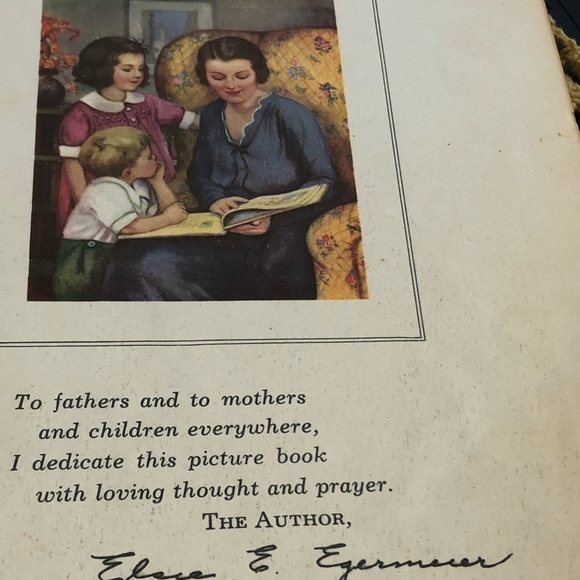 To fathers and to mothers
and children everywhere,
I dedicate this picture book
with loving thought and prayer.
THE AUTHOR,
Elsie E. Egermeier